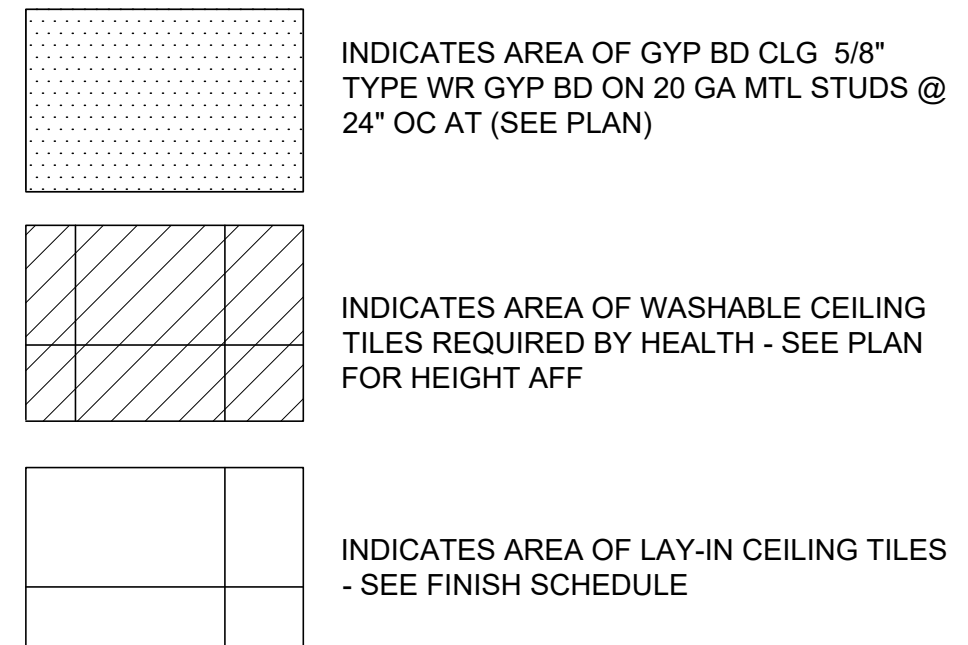 INDICATES AREA OF GYP BD CLG  5/8"
TYPE WR GYP BD ON 20 GA MTL STUDS @
24" OC AT (SEE PLAN)
INDICATES AREA OF WASHABLE CEILING
TILES REQUIRED BY HEALTH - SEE PLAN
FOR HEIGHT AFF
INDICATES AREA OF LAY-IN CEILING TILES
- SEE FINISH SCHEDULE